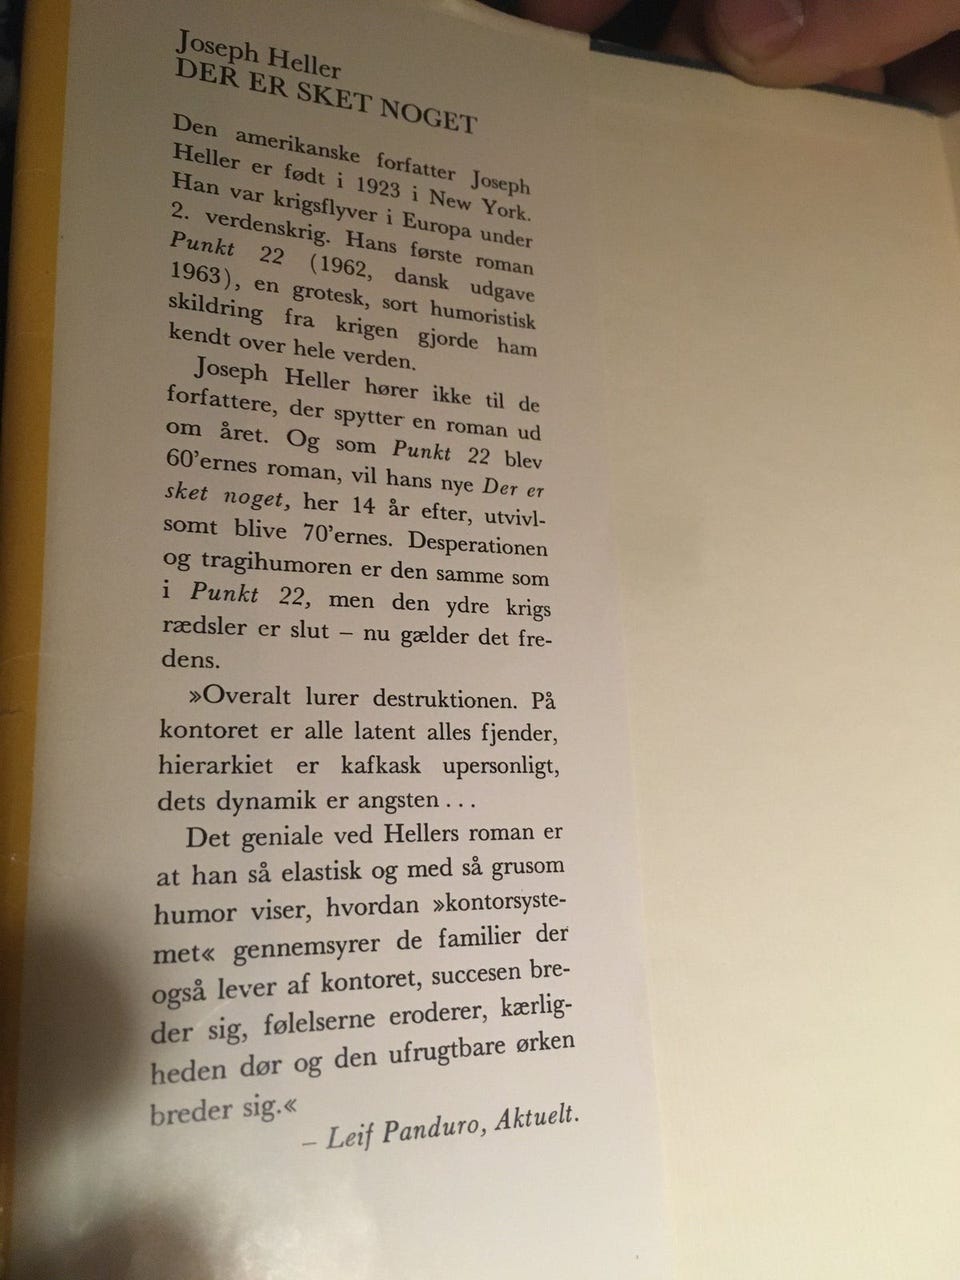 Joseph Heller
DER ER SKET NOGET
Den amerikanske forfatter Joseph
Heller er født i 1923 i New York.
Han var krigsflyver i Europa under
2. verdenskrig. Hans første roman
Punkt 22 (1962, dansk udgave
1963), en grotesk, sort humoristisk
skildring fra krigen gjorde ham
kendt over hele verden.
Joseph Heller hører ikke til de
forfattere, der spytter en roman ud
om året. Og som Punkt 22 blev
60'ernes roman, vil hans nye Der er
sket noget, her 14 år efter, utvivl-
somt blive 70'ernes. Desperationen
og tragihumoren er den samme som
i Punkt 22, men den ydre krigs
rædsler er slut – nu gælder det fre-
dens.
»Overalt lurer destruktionen. På
kontoret er alle latent alles fjender,
hierarkiet er kafkask upersonligt,
dets dynamik er angsten...
Det geniale ved Hellers roman er
at han så elastisk og med så grusom
humor viser, hvordan »kontorsyste-
met« gennemsyrer de familier der
også lever af kontoret, succesen bre-
der sig, følelserne eroderer, kærlig-
heden dør og den ufrugtbare ørken
breder sig.«
– Leif Panduro, Aktuelt.